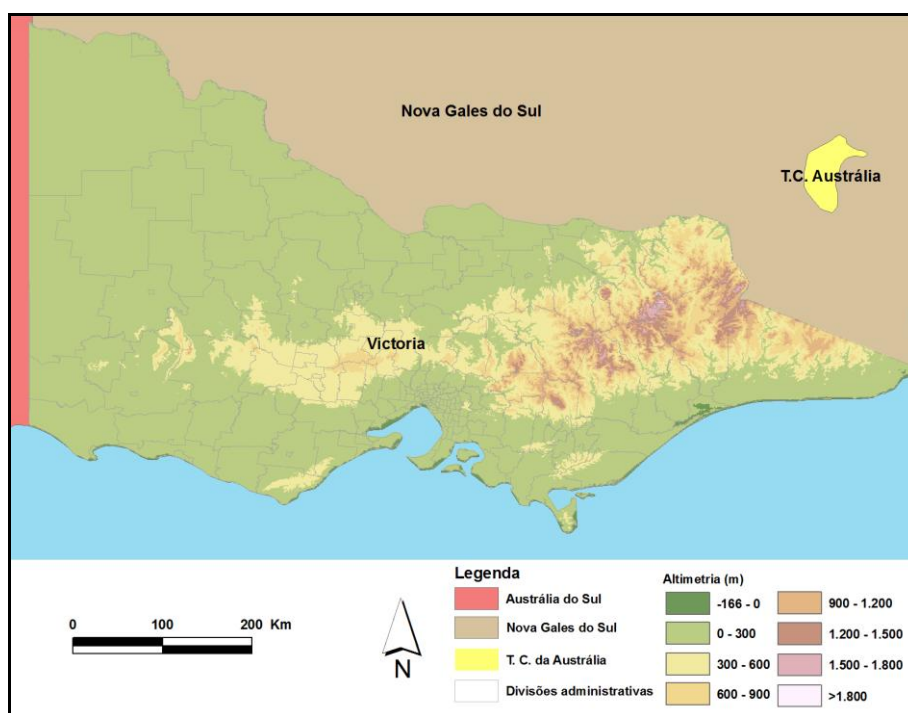 Nova Gales do Sul
T.C. Austrália
Victoria
0 100 200 Km
N
Legenda
Austrália do Sul
Nova Gales do Sul
T. C. da Austrália
Divisões administrativas
Altimetria (m)
-166 - 0
0 - 300
300 - 600
600 - 900
900 - 1.200
1.200 - 1.500
1.500 - 1.800
>1.800